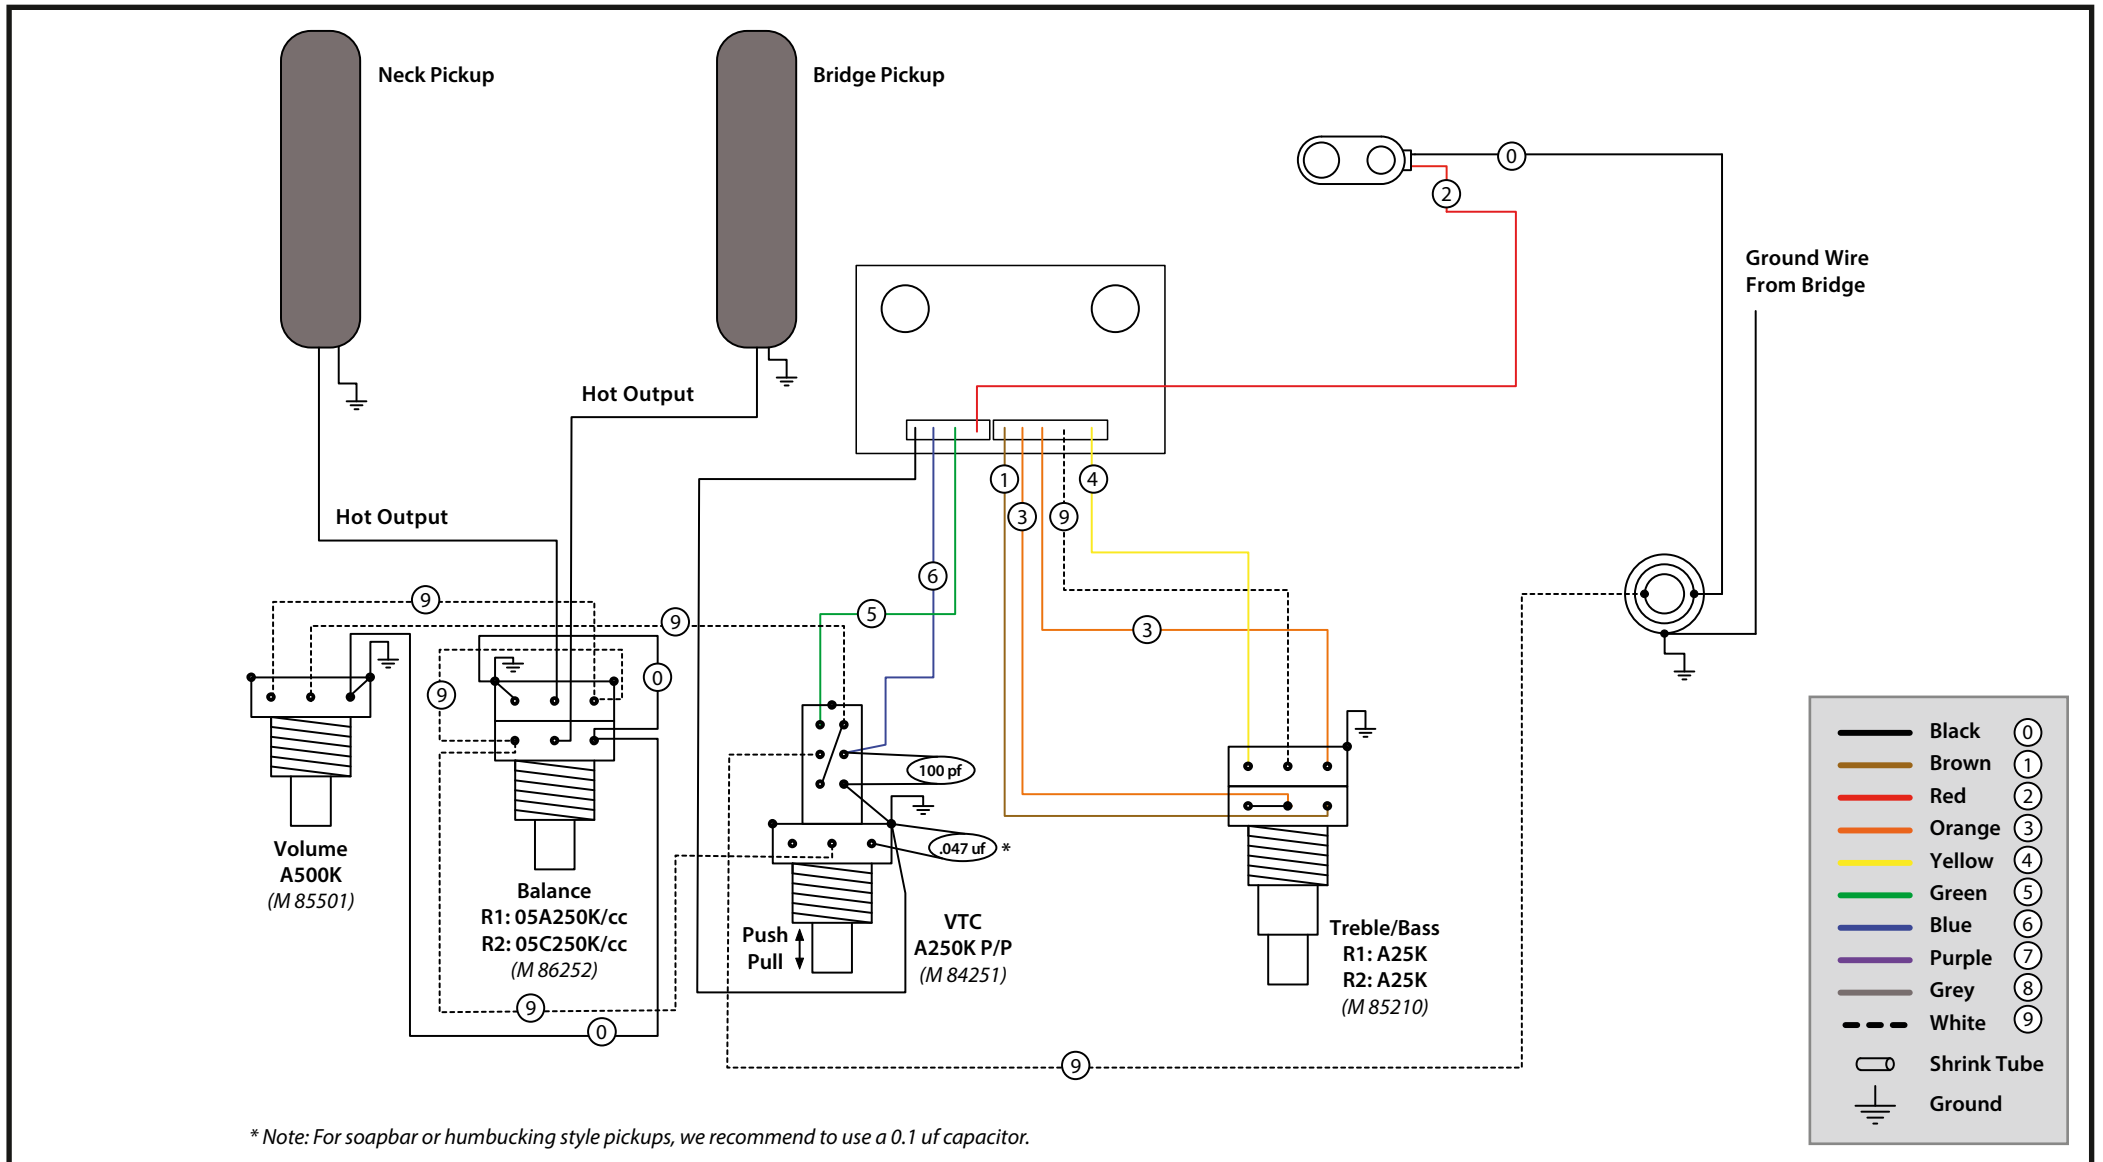 Neck Pickup
Bridge Pickup
0
2
Ground Wire
From Bridge
Hot Output
1
4
Hot Output
3
9
6
9
5
9
3
0
9
100 pf
.047 uf *
Volume
A500K
(M 85501)
Balance
R1: 05A250K/cc
R2: 05C250K/cc
(M 86252)
Push
Pull
VTC
A250K P/P
(M 84251)
Treble/Bass
R1: A25K
R2: A25K
(M 85210)
9
0
9
Black 0
Brown 1
Red 2
Orange 3
Yellow 4
Green 5
Blue 6
Purple 7
Grey 8
White 9
Shrink Tube
Ground
* Note: For soapbar or humbucking style pickups, we recommend to use a 0.1 uf capacitor.